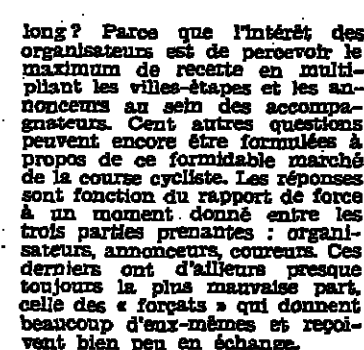 long ? Parce que l'intérêt des
organisateurs est de percevoir le
maximum de recette en multi-
pliant les villes-étapes et les an-
nonceurs au sein des accompa-
gnateurs. Cent autres questions
peuvent encore être formulées à
propos de ce formidable marché
de la course cycliste. Les réponses
sont fonction du rapport de force
à un moment donné entre les
trois parties prenantes : organi-
sateurs, annonceurs, coureurs. Ces
derniers ont d'ailleurs presque
toujours la plus mauvaise part,
celle des « forçats » qui donnent
beaucoup d'eux-mêmes et reçoi-
vent bien peu en échange.